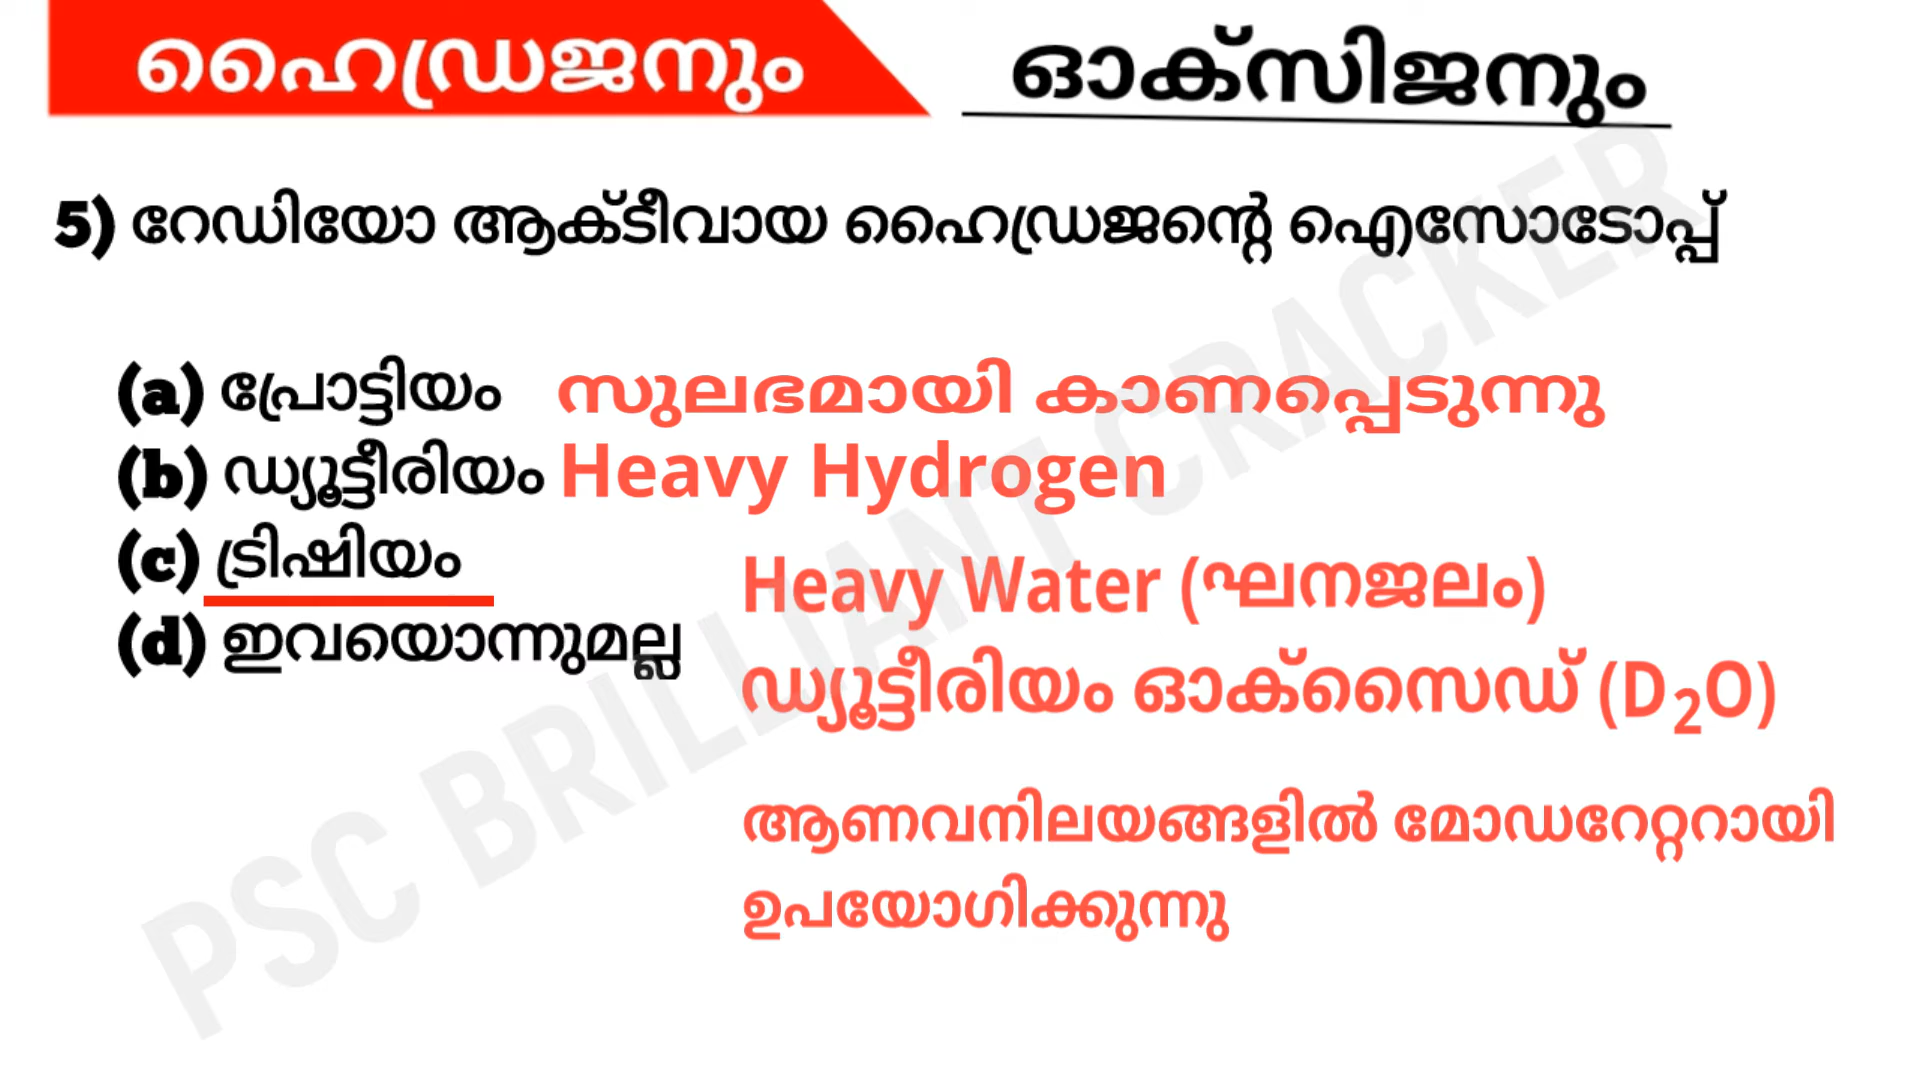 ഹൈഡ്രജനും ഓക്സിജനും
5) റേഡിയോ ആക്ടീവായ ഹൈഡ്രജന്റെ ഐസോടോപ്പ്
(a) പ്രോട്ടിയം സുലഭമായി കാണപ്പെടുന്നു
(b) ഡ്യൂട്ടീരിയം Heavy Hydrogen
(c) ട്രിഷിയം
Heavy Water (ഘനജലം)
(d) ഇവയൊന്നുമല്ല
ഡ്യൂട്ടീരിയം ഓക്സൈഡ് (D₂O)
ആണവനിലയങ്ങളിൽ മോഡറേറ്ററായി
ഉപയോഗിക്കുന്നു
PSC BRILLIANT CRACKER